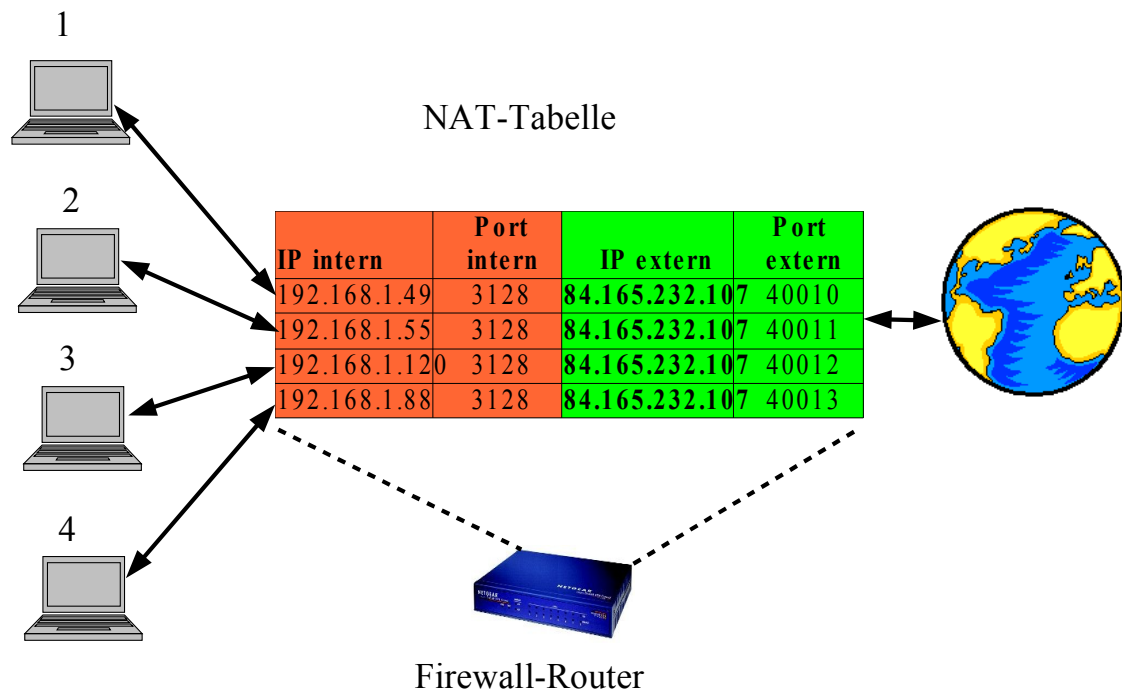 1
NAT-Tabelle
2
IP intern Port intern IP extern Port extern
192.168.1.49 3128 84.165.232.107 40010
192.168.1.55 3128 84.165.232.107 40011
3
192.168.1.120 3128 84.165.232.107 40012
192.168.1.88 3128 84.165.232.107 40013
4
NETGEAR
NETGEAR
Firewall-Router